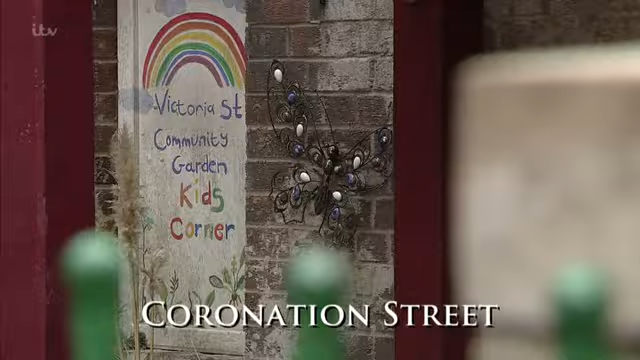 itv
Victoria St
Community
Garden
Kids
Corner
CORONATION STREET